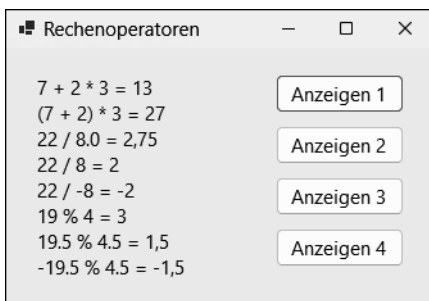 Rechenoperatoren
7 + 2 * 3 = 13
(7 + 2) * 3 = 27
22 / 8.0 = 2,75
22 / 8 = 2
22 / -8 = -2
19 % 4 = 3
19.5 % 4.5 = 1,5
-19.5 % 4.5 = -1,5
Anzeigen 1
Anzeigen 2
Anzeigen 3
Anzeigen 4